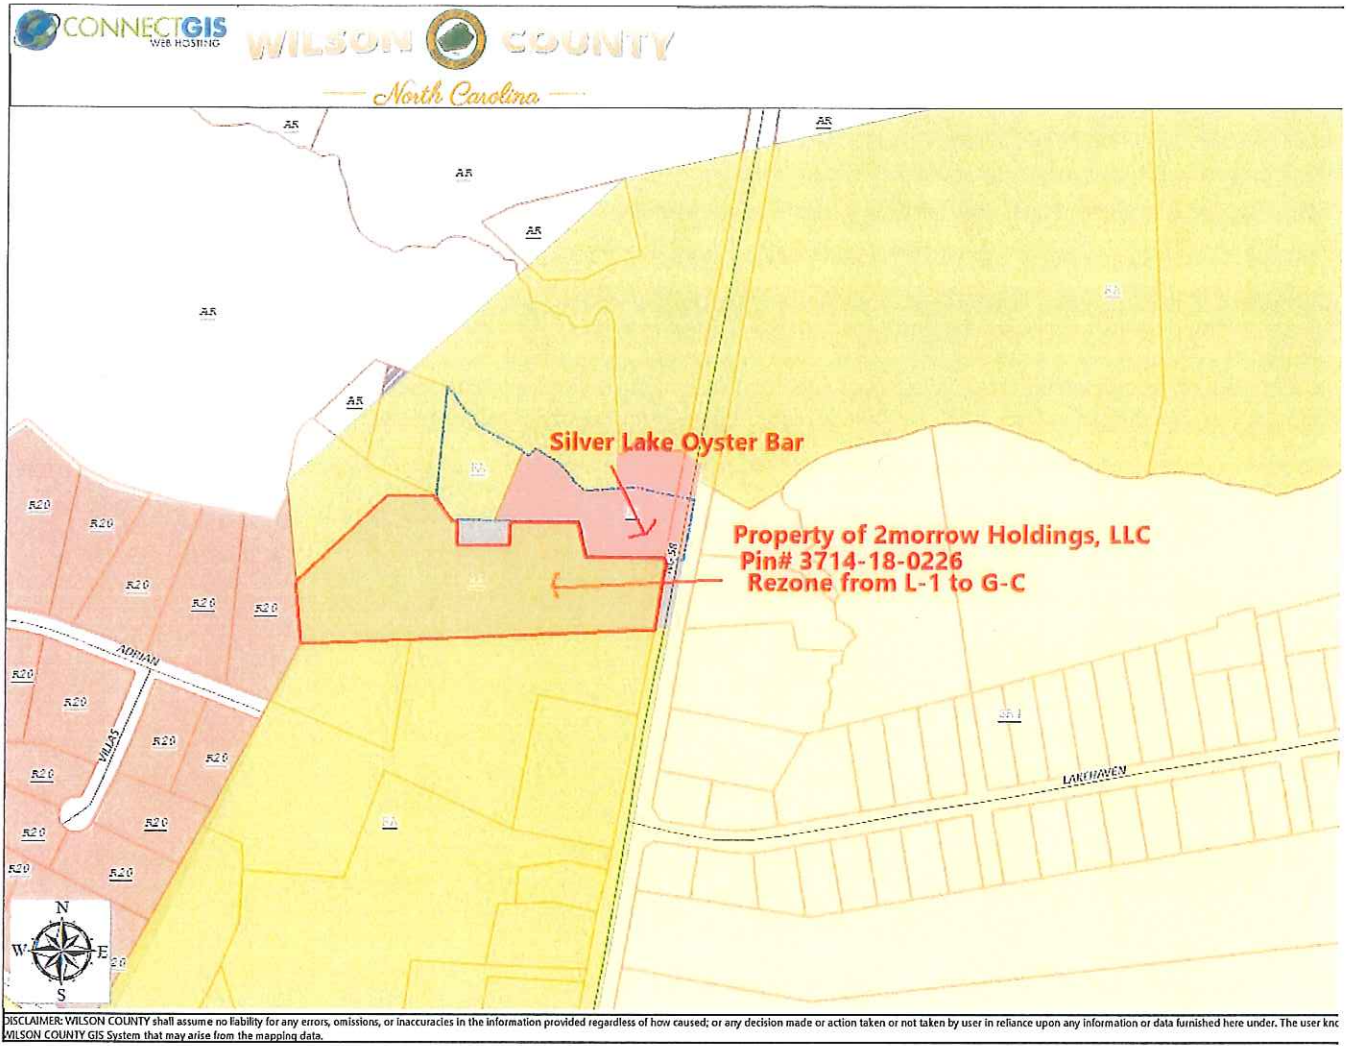 CONNECTGIS
WEB HOSTING
WILSON COUNTY
North Carolina
AR
AR
AR
AR
AR
AR
Silver Lake Oyster Bar
Property of 2morrow Holdings, LLC
Pin# 3714-18-0226
Rezone from L-1 to G-C
R20
R20
R20
R20
R20
ADRIAN
R20
R20
VILLAS
R20
R20
R20
R20
R20
R20
R20
LAKEHAVEN
N
W E
S
DISCLAIMER: WILSON COUNTY shall assume no liability for any errors, omissions, or inaccuracies in the information provided regardless of how caused; or any decision made or action taken or not taken by user in reliance upon any information or data furnished here under. The user kno
WILSON COUNTY GIS System that may arise from the mapping data.